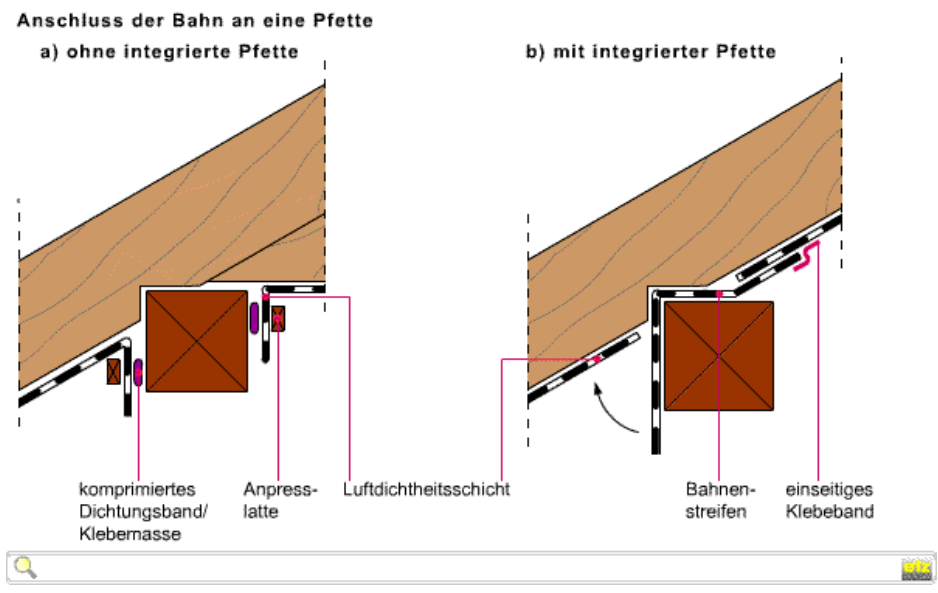 Anschluss der Bahn an eine Pfette
a) ohne integrierte Pfette
b) mit integrierter Pfette
komprimiertes
Dichtungsband/
Klebemasse
Anpress-
latte
Luftdichtheitsschicht
Bahnen-
streifen
einseitiges
Klebeband